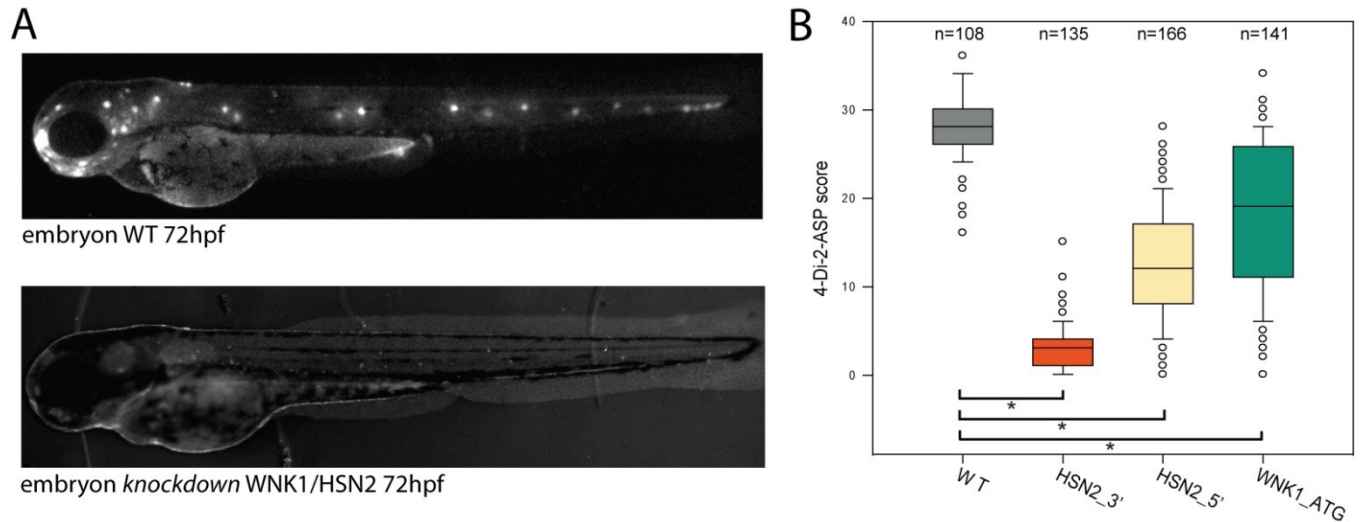 A
embryon WT 72hpf
embryon knockdown WNK1/HSN2 72hpf
B
n=108 n=135 n=166 n=141
4-Di-2-ASP score
40
30
20
10
0
*
*
*
WT HSN2_3' HSN2_5' WNK1_ATG